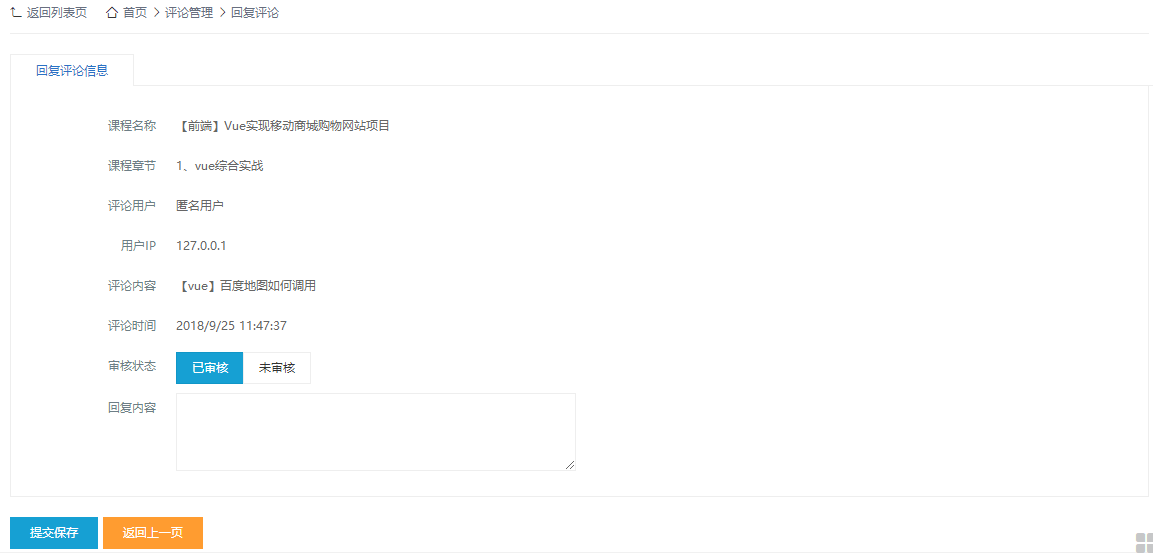 返回列表页 首页 > 评论管理 > 回复评论
回复评论信息
课程名称 【前端】Vue实现移动商城购物网站项目
课程章节 1、vue综合实战
评论用户 匿名用户
用户IP 127.0.0.1
评论内容 【vue】百度地图如何调用
评论时间 2018/9/25 11:47:37
审核状态 已审核 未审核
回复内容
提交保存 返回上一页